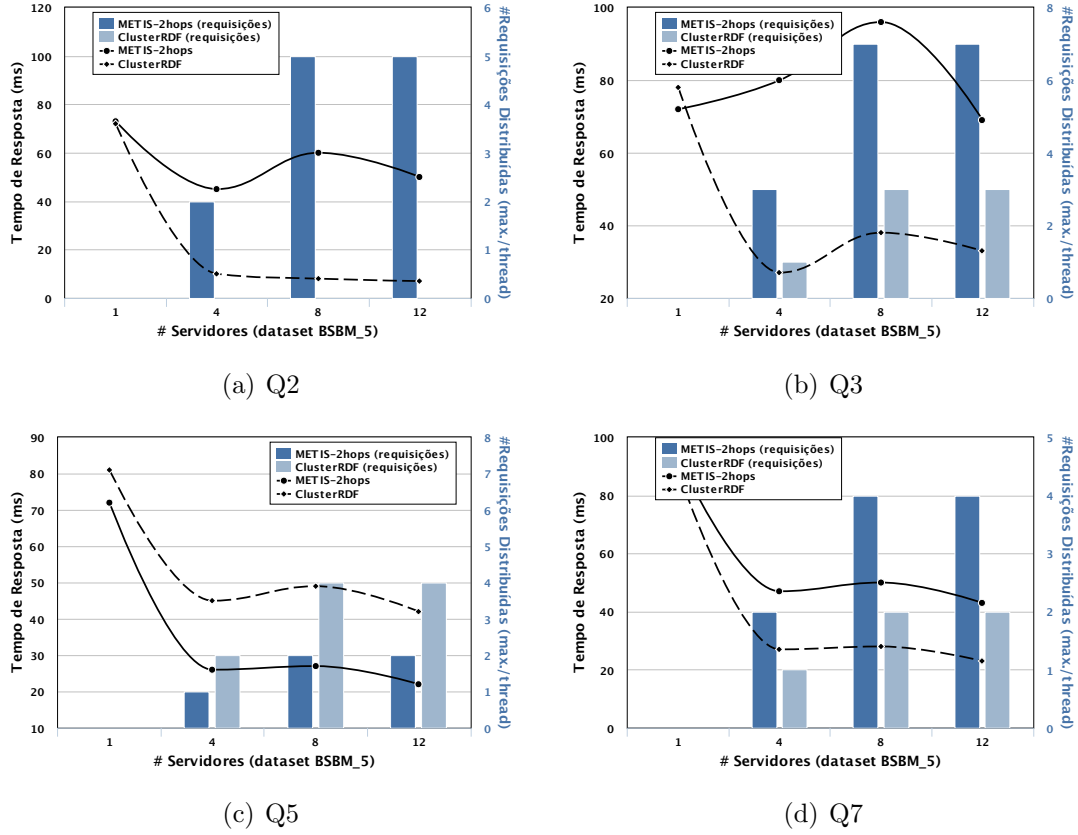 METIS-2hops (requisições)
ClusterRDF (requisições)
METIS-2hops
ClusterRDF
Tempo de Resposta (ms)
120
100
80
60
40
20
0
#Requisições Distribuídas (max./thread)
6
5
4
3
2
1
0
1 4 8 12
# Servidores (dataset BSBM_5)
(a) Q2
METIS-2hops (requisições)
ClusterRDF (requisições)
METIS-2hops
ClusterRDF
Tempo de Resposta (ms)
100
80
60
40
20
#Requisições Distribuídas (max./thread)
8
7
6
5
4
3
2
1
0
1 4 8 12
# Servidores (dataset BSBM_5)
(b) Q3
METIS-2hops (requisições)
ClusterRDF (requisições)
METIS-2hops
ClusterRDF
Tempo de Resposta (ms)
90
80
70
60
50
40
30
20
10
#Requisições Distribuídas (max./thread)
8
7
6
5
4
3
2
1
0
1 4 8 12
# Servidores (dataset BSBM_5)
(c) Q5
METIS-2hops (requisições)
ClusterRDF (requisições)
METIS-2hops
ClusterRDF
Tempo de Resposta (ms)
100
80
60
40
20
0
#Requisições Distribuídas (max./thread)
5
4
3
2
1
0
1 4 8 12
# Servidores (dataset BSBM_5)
(d) Q7